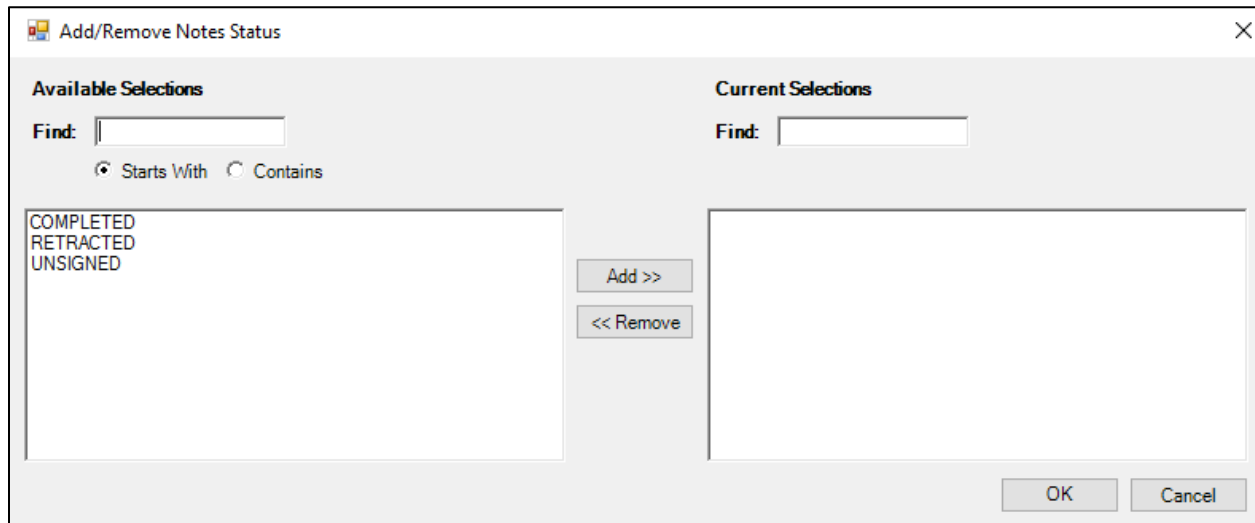 Add/Remove Notes Status
Available Selections
Current Selections
Find:
Find:
Starts With
Contains
COMPLETED
RETRACTED
UNSIGNED
Add >>
<< Remove
OK
Cancel